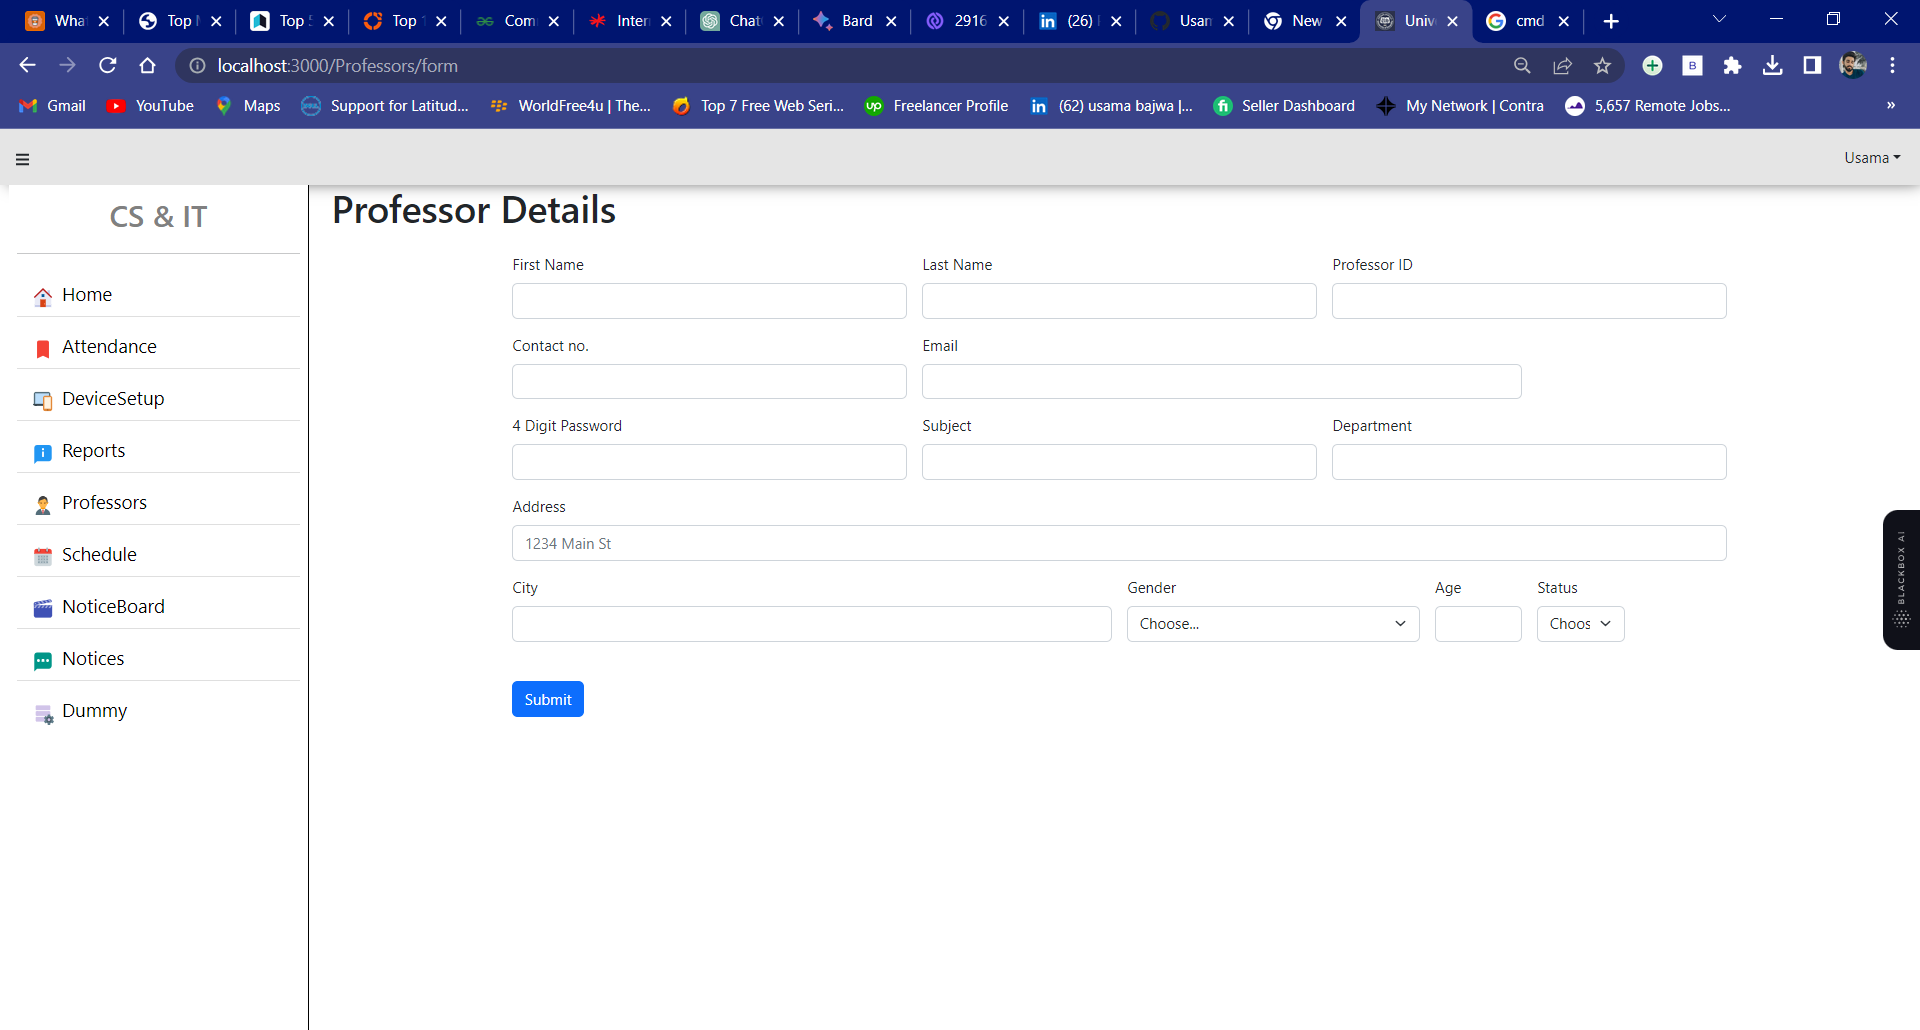 What
Top
Top
Top
Com
Inter
Chat
Bard
2916
(26)
Usam
New
Univ
cmd
localhost:3000/Professors/form
Gmail
YouTube
Maps
Support for Latitud...
WorldFree4u | The...
Top 7 Free Web Seri...
Freelancer Profile
(62) usama bajwa |...
Seller Dashboard
My Network | Contra
5,657 Remote Jobs...
»
Usama
CS & IT
Home
Attendance
DeviceSetup
Reports
Professors
Schedule
NoticeBoard
Notices
Dummy
Professor Details
First Name
Last Name
Professor ID
Contact no.
Email
4 Digit Password
Subject
Department
Address
1234 Main St
City
Gender
Age
Status
Choose...
Choos
Submit
BLACKBOX AI